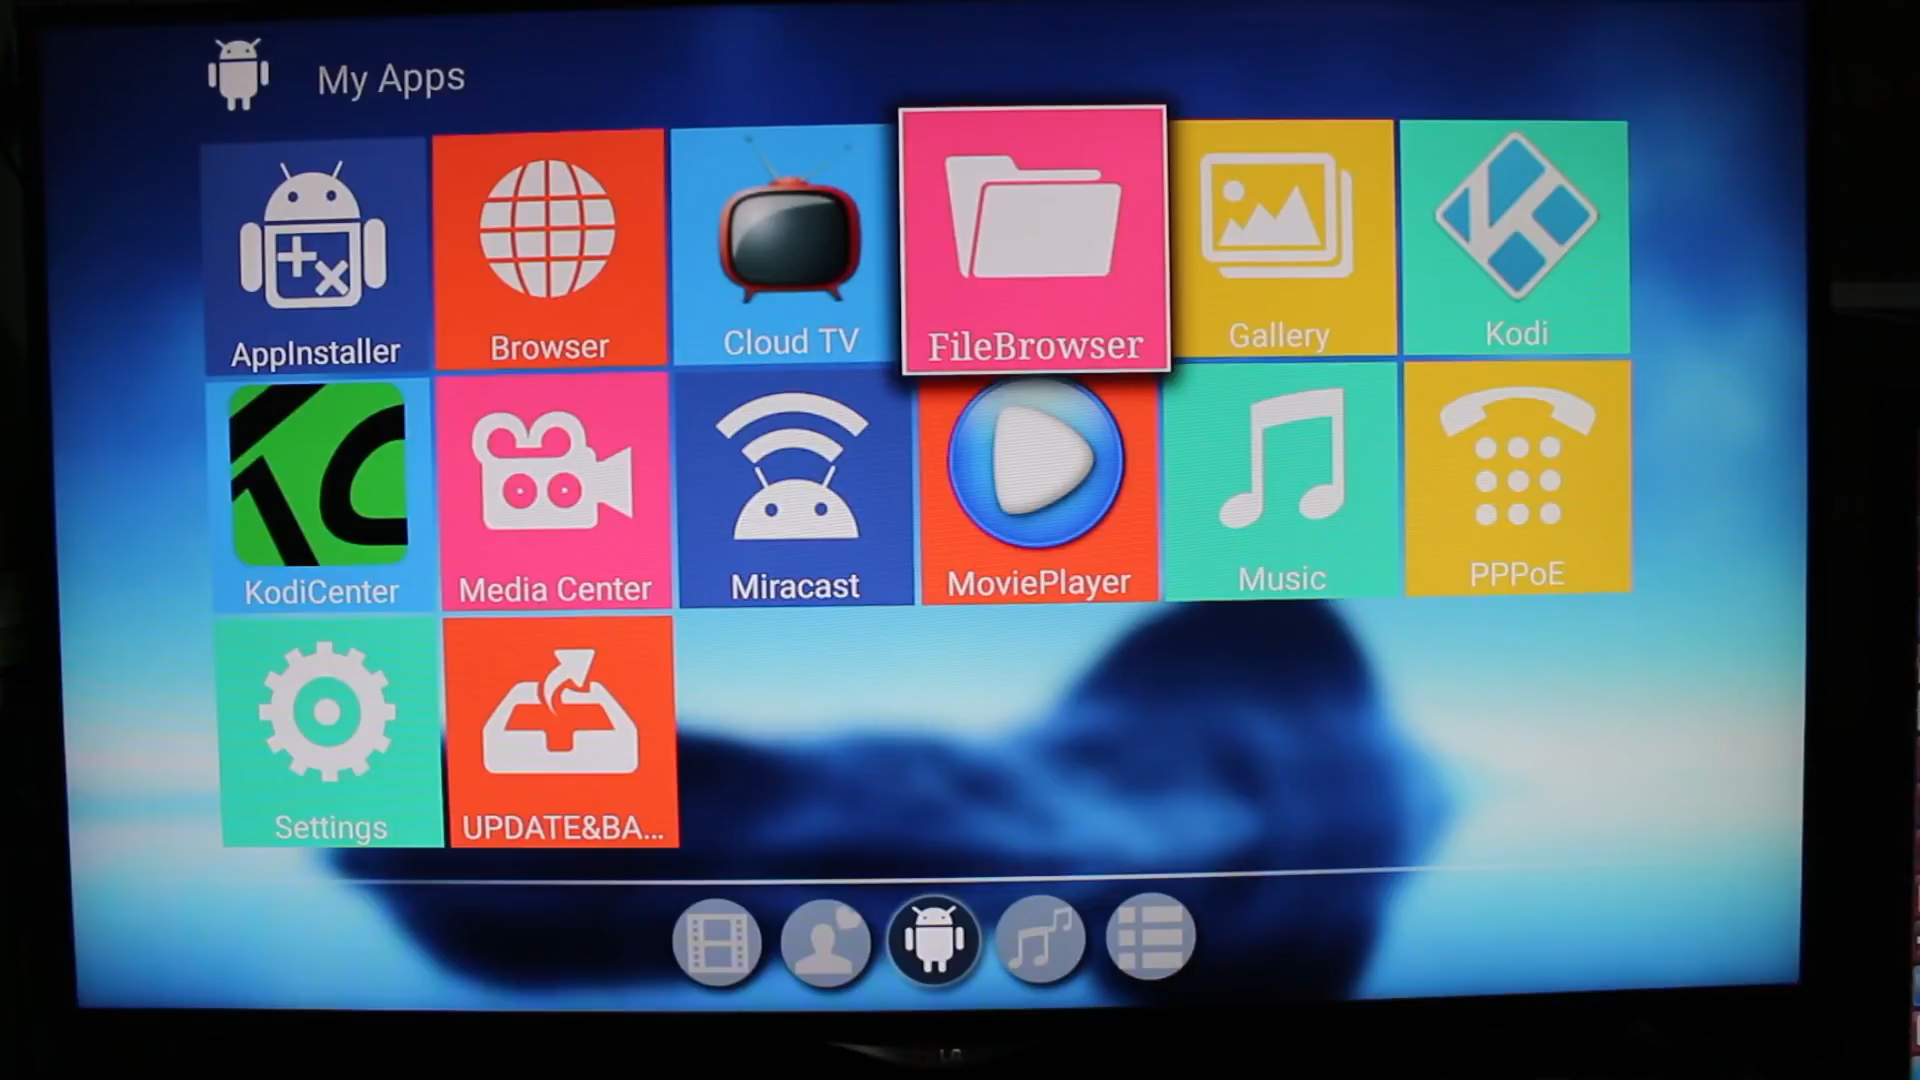 My Apps
AppInstaller
Browser
Cloud TV
FileBrowser
Gallery
Kodi
KodiCenter
Media Center
Miracast
MoviePlayer
Music
PPPoE
Settings
UPDATE&BA...
LG